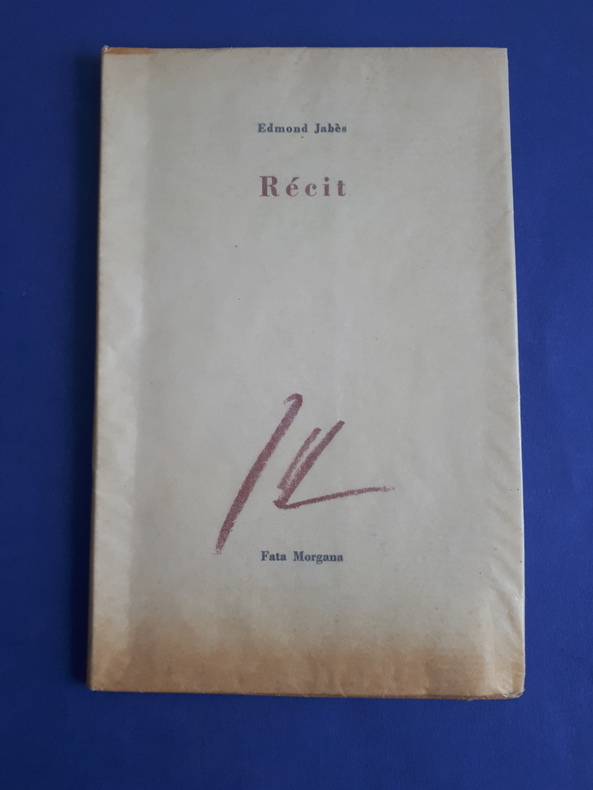 Edmond Jabès
Récit
Fata Morgana